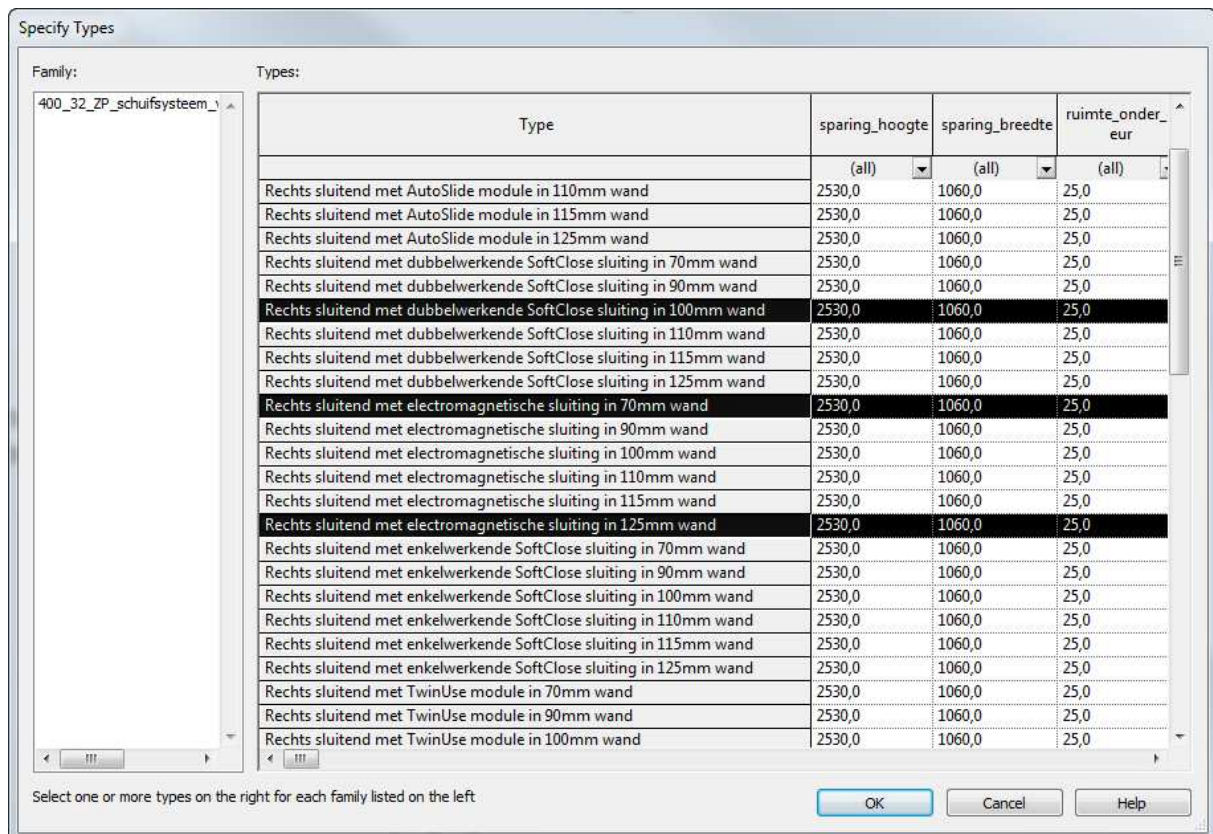 Specify Types
Family:
Types:
400_32_ZP_schuifsysteem_
Type sparing_hoogte sparing_breedte ruimte_onder_
eur
(all) (all) (all)
Rechts sluitend met AutoSlide module in 110mm wand 2530,0 1060,0 25,0
Rechts sluitend met AutoSlide module in 115mm wand 2530,0 1060,0 25,0
Rechts sluitend met AutoSlide module in 125mm wand 2530,0 1060,0 25,0
Rechts sluitend met dubbelwerkende SoftClose sluiting in 70mm wand 2530,0 1060,0 25,0
Rechts sluitend met dubbelwerkende SoftClose sluiting in 90mm wand 2530,0 1060,0 25,0
Rechts sluitend met dubbelwerkende SoftClose sluiting in 100mm wand 2530,0 1060,0 25,0
Rechts sluitend met dubbelwerkende SoftClose sluiting in 110mm wand 2530,0 1060,0 25,0
Rechts sluitend met dubbelwerkende SoftClose sluiting in 115mm wand 2530,0 1060,0 25,0
Rechts sluitend met dubbelwerkende SoftClose sluiting in 125mm wand 2530,0 1060,0 25,0
Rechts sluitend met electromagnetische sluiting in 70mm wand 2530,0 1060,0 25,0
Rechts sluitend met electromagnetische sluiting in 90mm wand 2530,0 1060,0 25,0
Rechts sluitend met electromagnetische sluiting in 100mm wand 2530,0 1060,0 25,0
Rechts sluitend met electromagnetische sluiting in 110mm wand 2530,0 1060,0 25,0
Rechts sluitend met electromagnetische sluiting in 115mm wand 2530,0 1060,0 25,0
Rechts sluitend met electromagnetische sluiting in 125mm wand 2530,0 1060,0 25,0
Rechts sluitend met enkelwerkende SoftClose sluiting in 70mm wand 2530,0 1060,0 25,0
Rechts sluitend met enkelwerkende SoftClose sluiting in 90mm wand 2530,0 1060,0 25,0
Rechts sluitend met enkelwerkende SoftClose sluiting in 100mm wand 2530,0 1060,0 25,0
Rechts sluitend met enkelwerkende SoftClose sluiting in 110mm wand 2530,0 1060,0 25,0
Rechts sluitend met enkelwerkende SoftClose sluiting in 115mm wand 2530,0 1060,0 25,0
Rechts sluitend met enkelwerkende SoftClose sluiting in 125mm wand 2530,0 1060,0 25,0
Rechts sluitend met TwinUse module in 70mm wand 2530,0 1060,0 25,0
Rechts sluitend met TwinUse module in 90mm wand 2530,0 1060,0 25,0
Rechts sluitend met TwinUse module in 100mm wand 2530,0 1060,0 25,0
Select one or more types on the right for each family listed on the left
OK Cancel Help